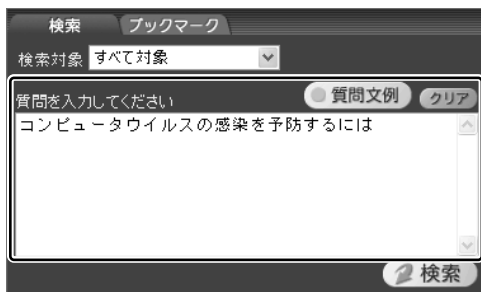 検索 ブックマーク
検索対象 すべて対象
質問を入力してください 質問文例 クリア
コンピュータウイルスの感染を予防するには
2 検索